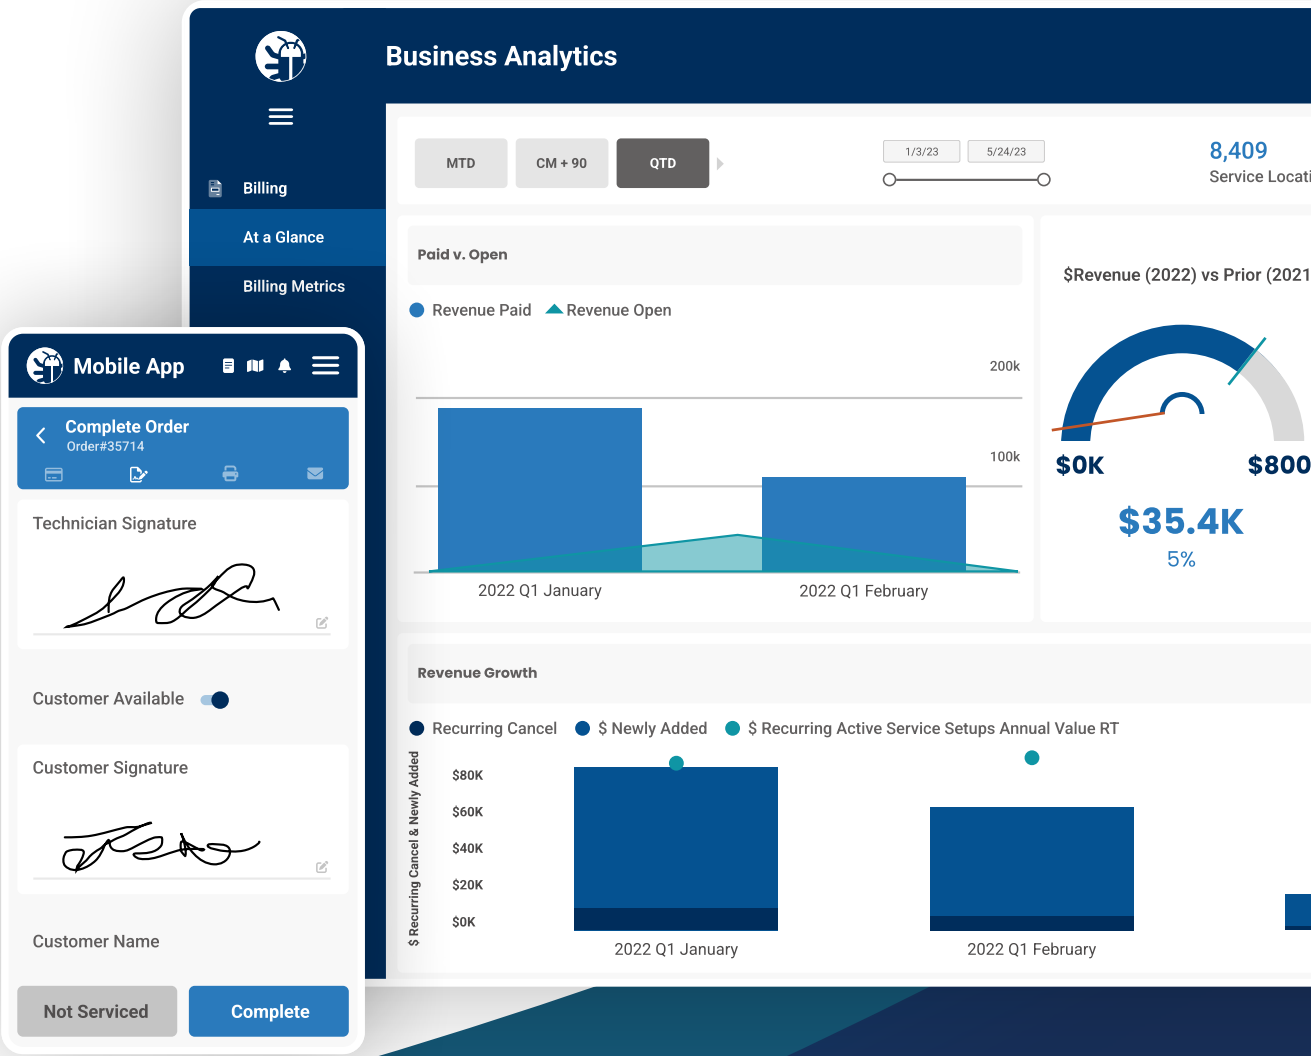 Business Analytics
MTD
CM + 90
QTD
1/3/23
5/24/23
8,409
Service Locati
Billing
At a Glance
Billing Metrics
Paid v. Open
Revenue Paid
Revenue Open
200k
100k
2022 Q1 January
2022 Q1 February
$Revenue (2022) vs Prior (2021
$0K
$800
$35.4K
5%
Revenue Growth
Recurring Cancel
$ Newly Added
$ Recurring Active Service Setups Annual Value RT
$ Recurring Cancel & Newly Added
$80K
$60K
$40K
$20K
$0K
2022 Q1 January
2022 Q1 February
Mobile App
Complete Order
Order#35714
Technician Signature
Customer Available
Customer Signature
Customer Name
Not Serviced
Complete